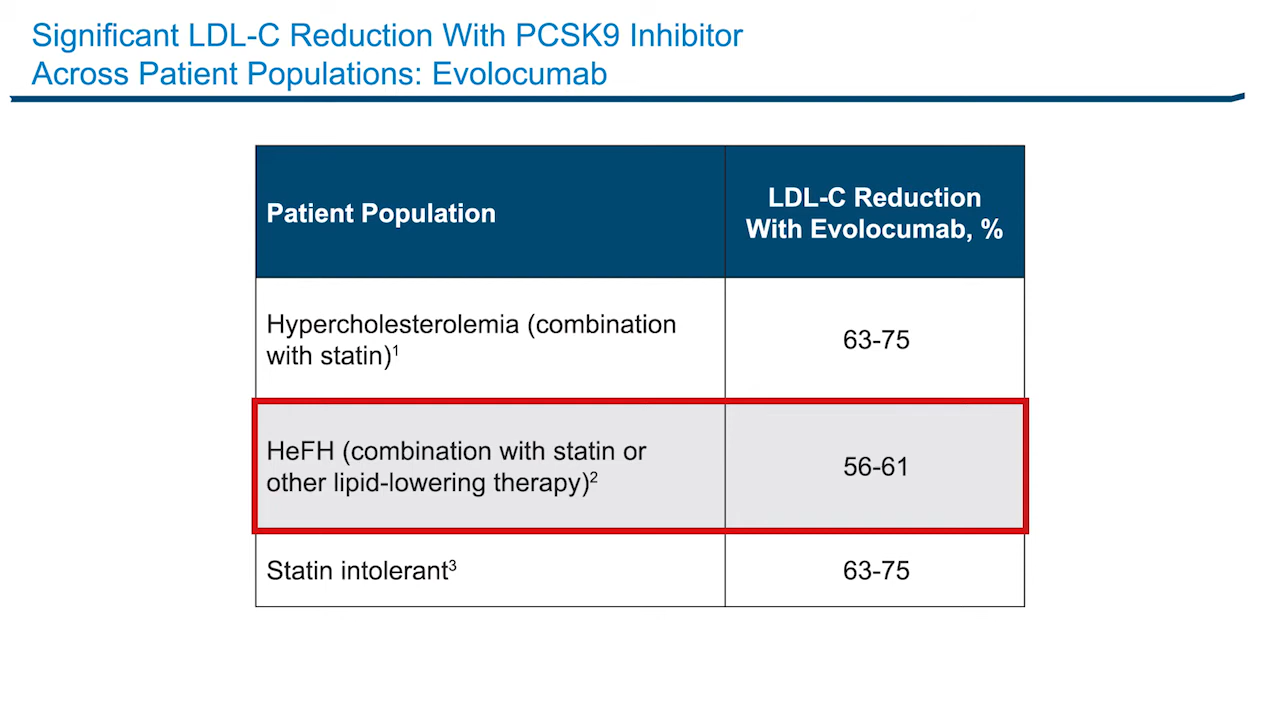 Significant LDL-C Reduction With PCSK9 Inhibitor
Across Patient Populations: Evolocumab
Patient Population
LDL-C Reduction
With Evolocumab, %
Hypercholesterolemia (combination
with statin)¹
63-75
HeFH (combination with statin or
other lipid-lowering therapy)²
56-61
Statin intolerant³
63-75